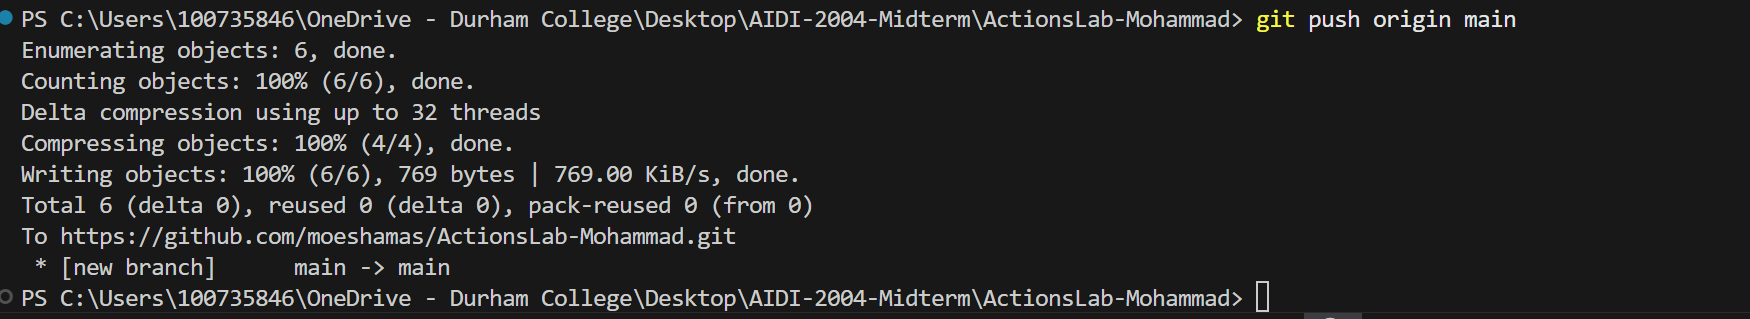 PS C:\Users\100735846\OneDrive - Durham College\Desktop\AIDI-2004-Midterm\ActionsLab-Mohammad> git push origin main
Enumerating objects: 6, done.
Counting objects: 100% (6/6), done.
Delta compression using up to 32 threads
Compressing objects: 100% (4/4), done.
Writing objects: 100% (6/6), 769 bytes | 769.00 KiB/s, done.
Total 6 (delta 0), reused 0 (delta 0), pack-reused 0 (from 0)
To https://github.com/moeshamas/ActionsLab-Mohammad.git
 * [new branch]      main -> main
PS C:\Users\100735846\OneDrive - Durham College\Desktop\AIDI-2004-Midterm\ActionsLab-Mohammad>